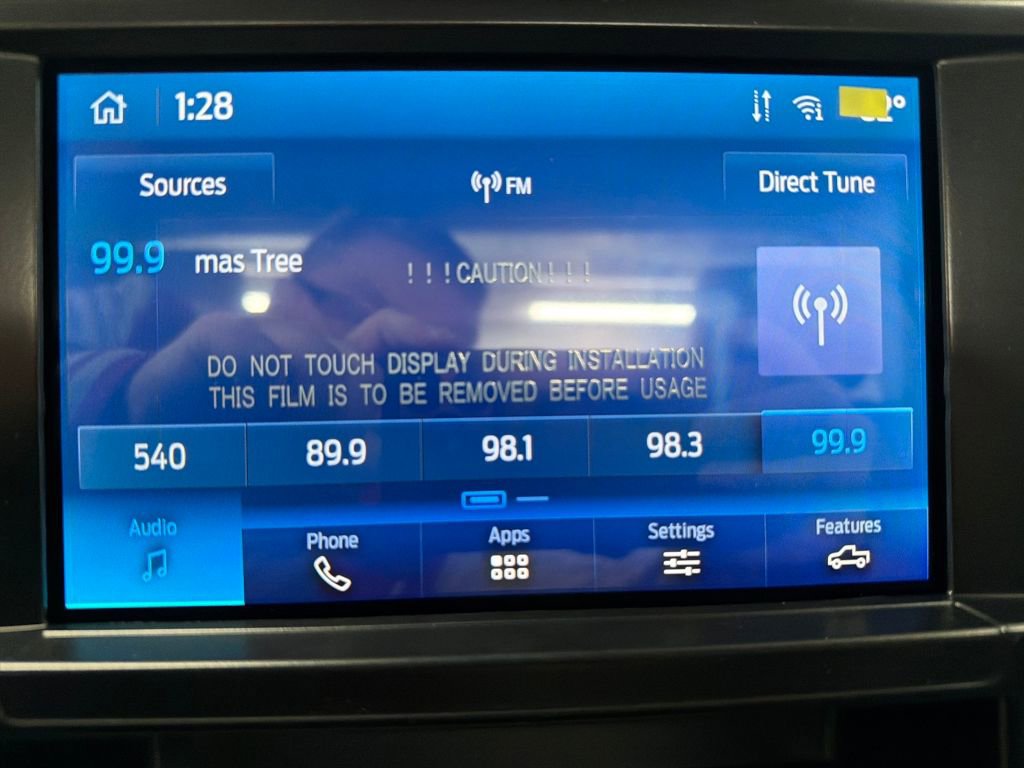 1:28
Sources
FM
Direct Tune
99.9 mas Tree
! ! ! CAUTION ! ! !
DO NOT TOUCH DISPLAY DURING INSTALLATION
THIS FILM IS TO BE REMOVED BEFORE USAGE
540 89.9 98.1 98.3 99.9
Audio Phone Apps Settings Features